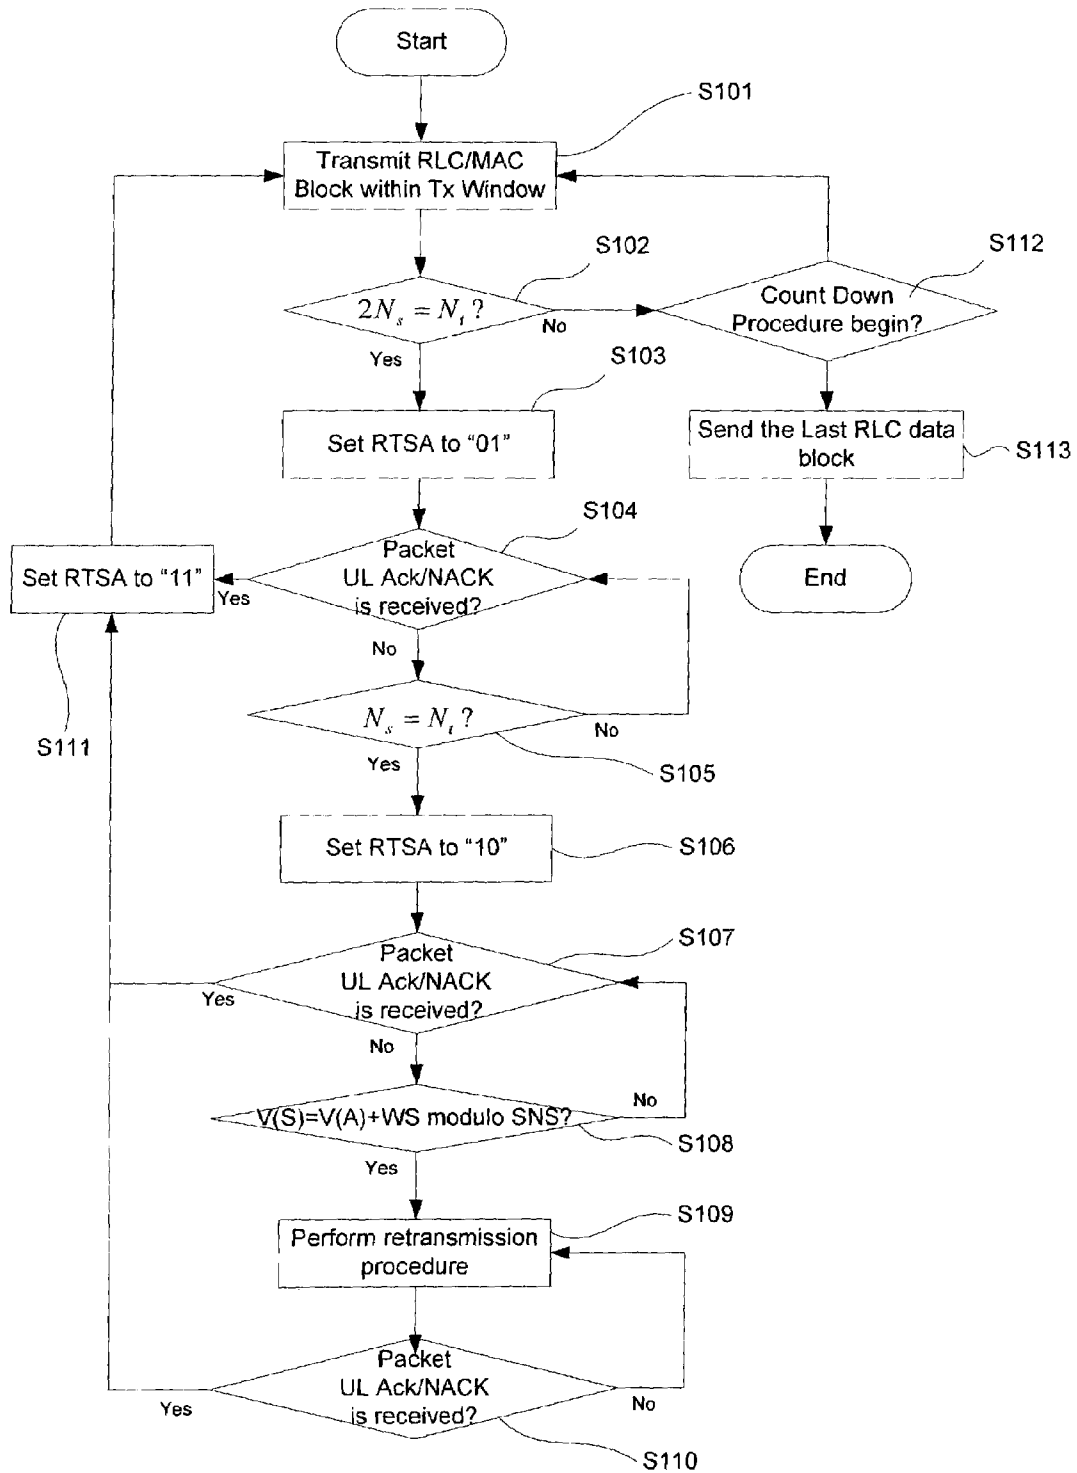 Start
S101
Transmit RLC/MAC
Block within Tx Window
S102
2Nₛ = Nₜ ?
No
Yes
S112
Count Down
Procedure begin?
S103
Set RTSA to “01”
Send the Last RLC data
block
S113
S104
Packet
UL Ack/NACK
is received?
Yes
No
Set RTSA to “11”
S111
End
Nₛ = Nₜ ?
No
Yes
S105
Set RTSA to “10”
S106
S107
Packet
UL Ack/NACK
is received?
Yes
No
V(S)=V(A)+WS modulo SNS?
No
S108
Yes
S109
Perform retransmission
procedure
Packet
UL Ack/NACK
is received?
Yes
No
S110